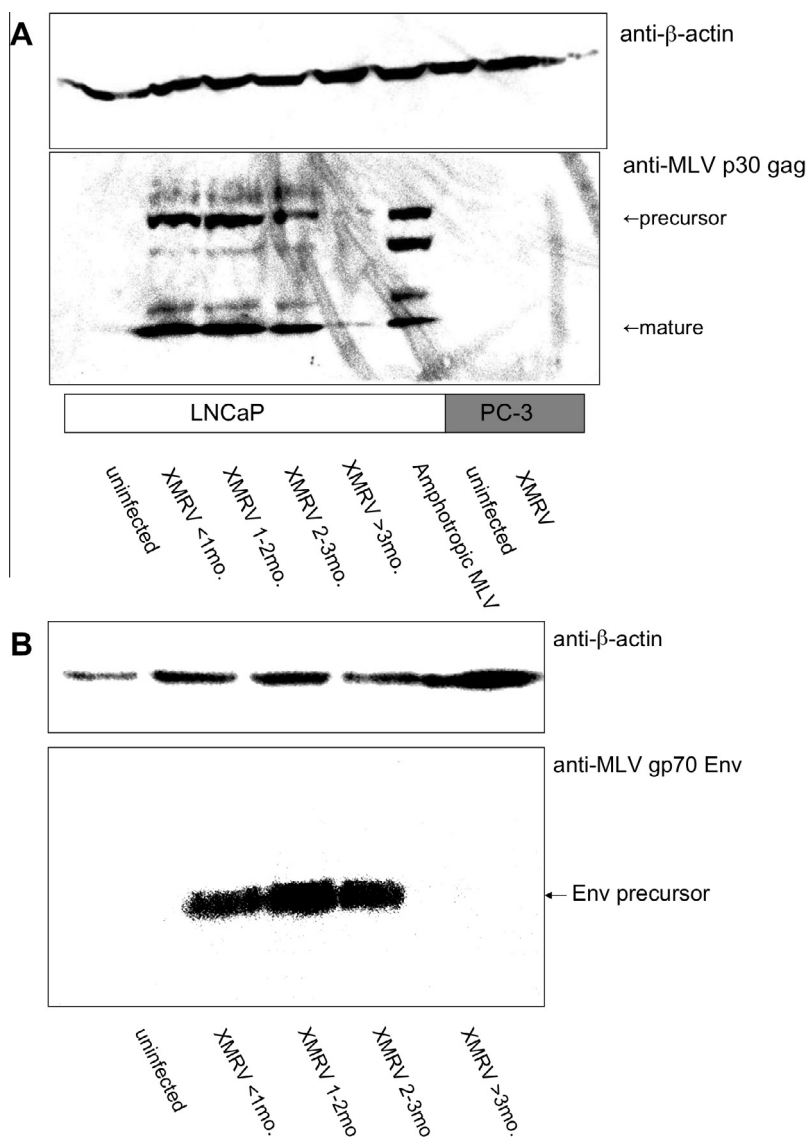 A
anti-β-actin
anti-MLV p30 gag
←precursor
←mature
LNCaP
PC-3
uninfected
XMRV <1mo.
XMRV 1-2mo.
XMRV 2-3mo.
XMRV >3mo.
Amphotropic MLV
uninfected
XMRV
B
anti-β-actin
anti-MLV gp70 Env
← Env precursor
uninfected
XMRV <1mo.
XMRV 1-2mo
XMRV 2-3mo.
XMRV >3mo.